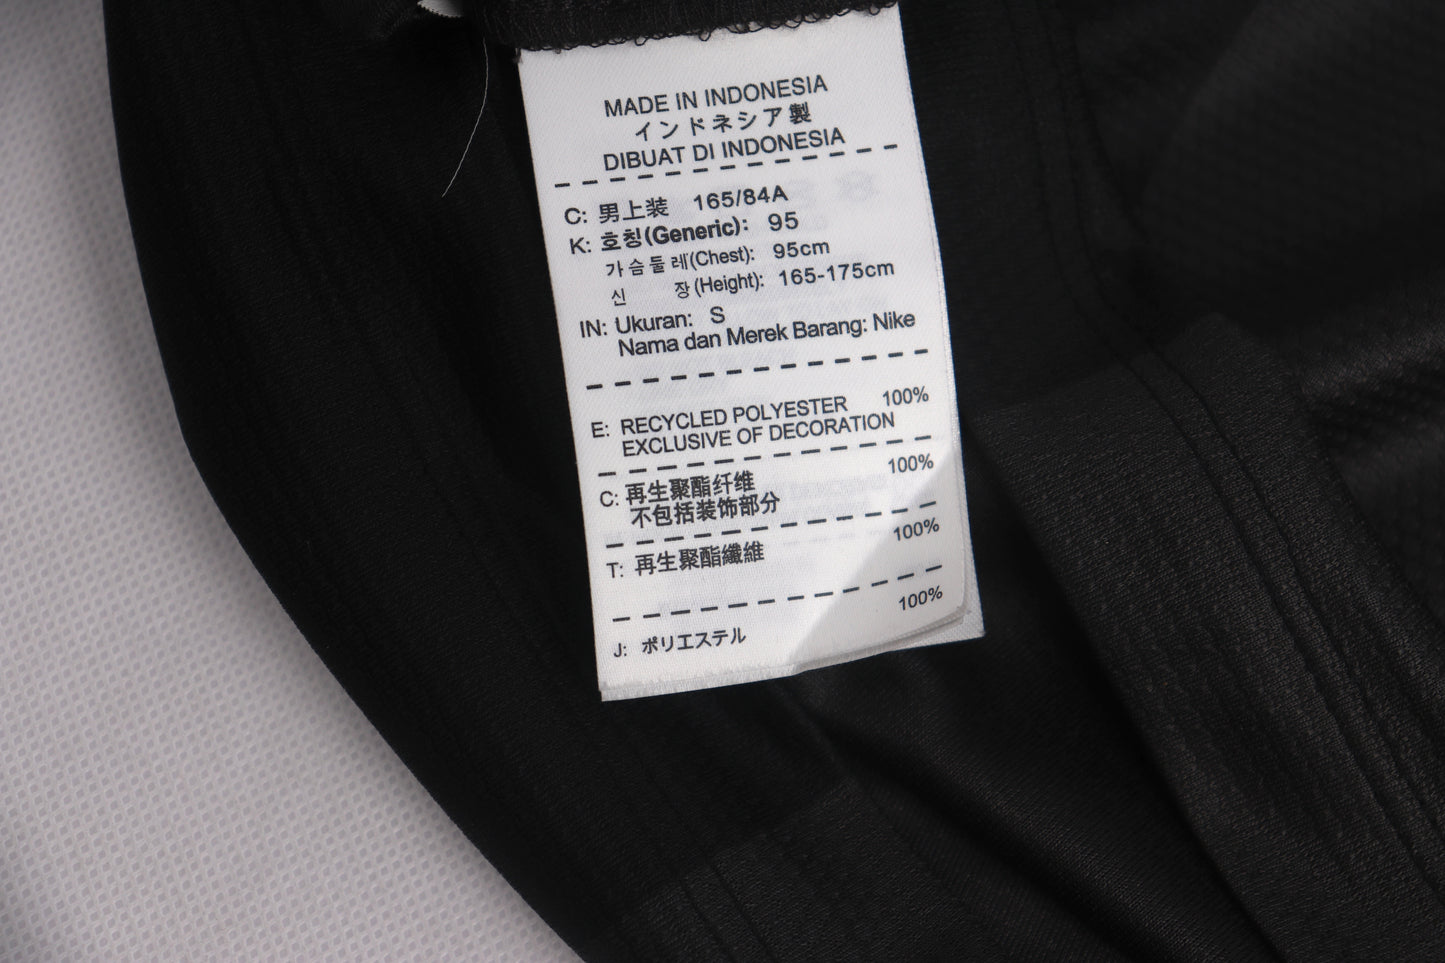 MADE IN INDONESIA
インドネシア製
DIBUAT DI INDONESIA
C: 男上装 165/84A
K: 호칭(Generic): 95
가슴둘레(Chest): 95cm
신 장(Height): 165-175cm
IN: Ukuran: S
Nama dan Merek Barang: Nike
E: RECYCLED POLYESTER 100%
EXCLUSIVE OF DECORATION
C: 再生聚酯纤维 100%
不包括装饰部分
T: 再生聚酯纖維 100%
J: ポリエステル 100%